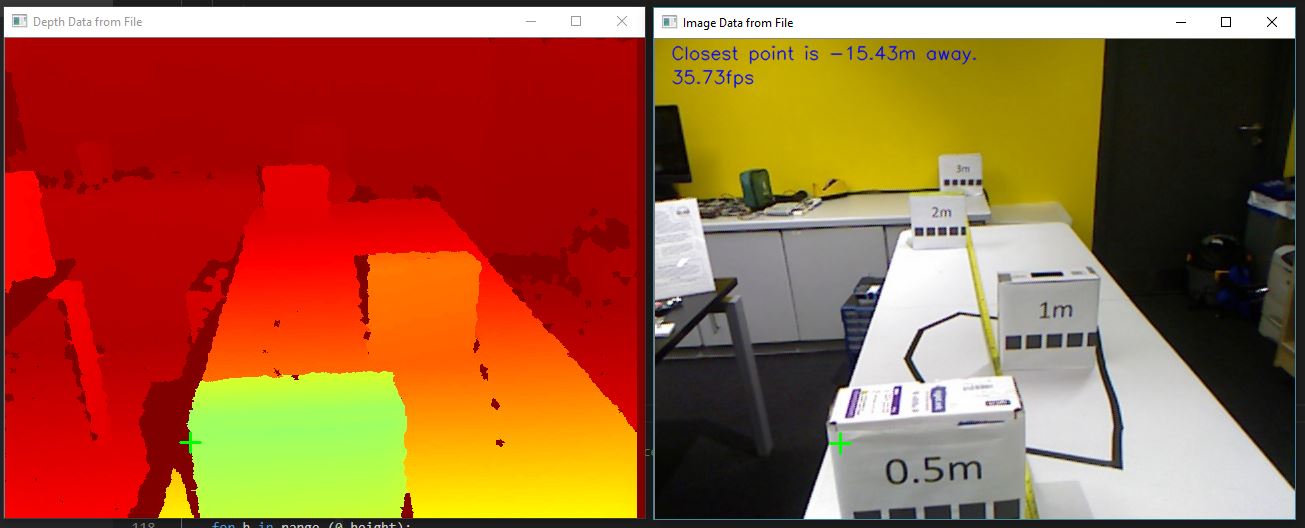 Depth Data from File
Image Data from File
Closest point is -15.43m away.
35.73fps
3m
2m
1m
0.5m
118 for h in range (0,height):